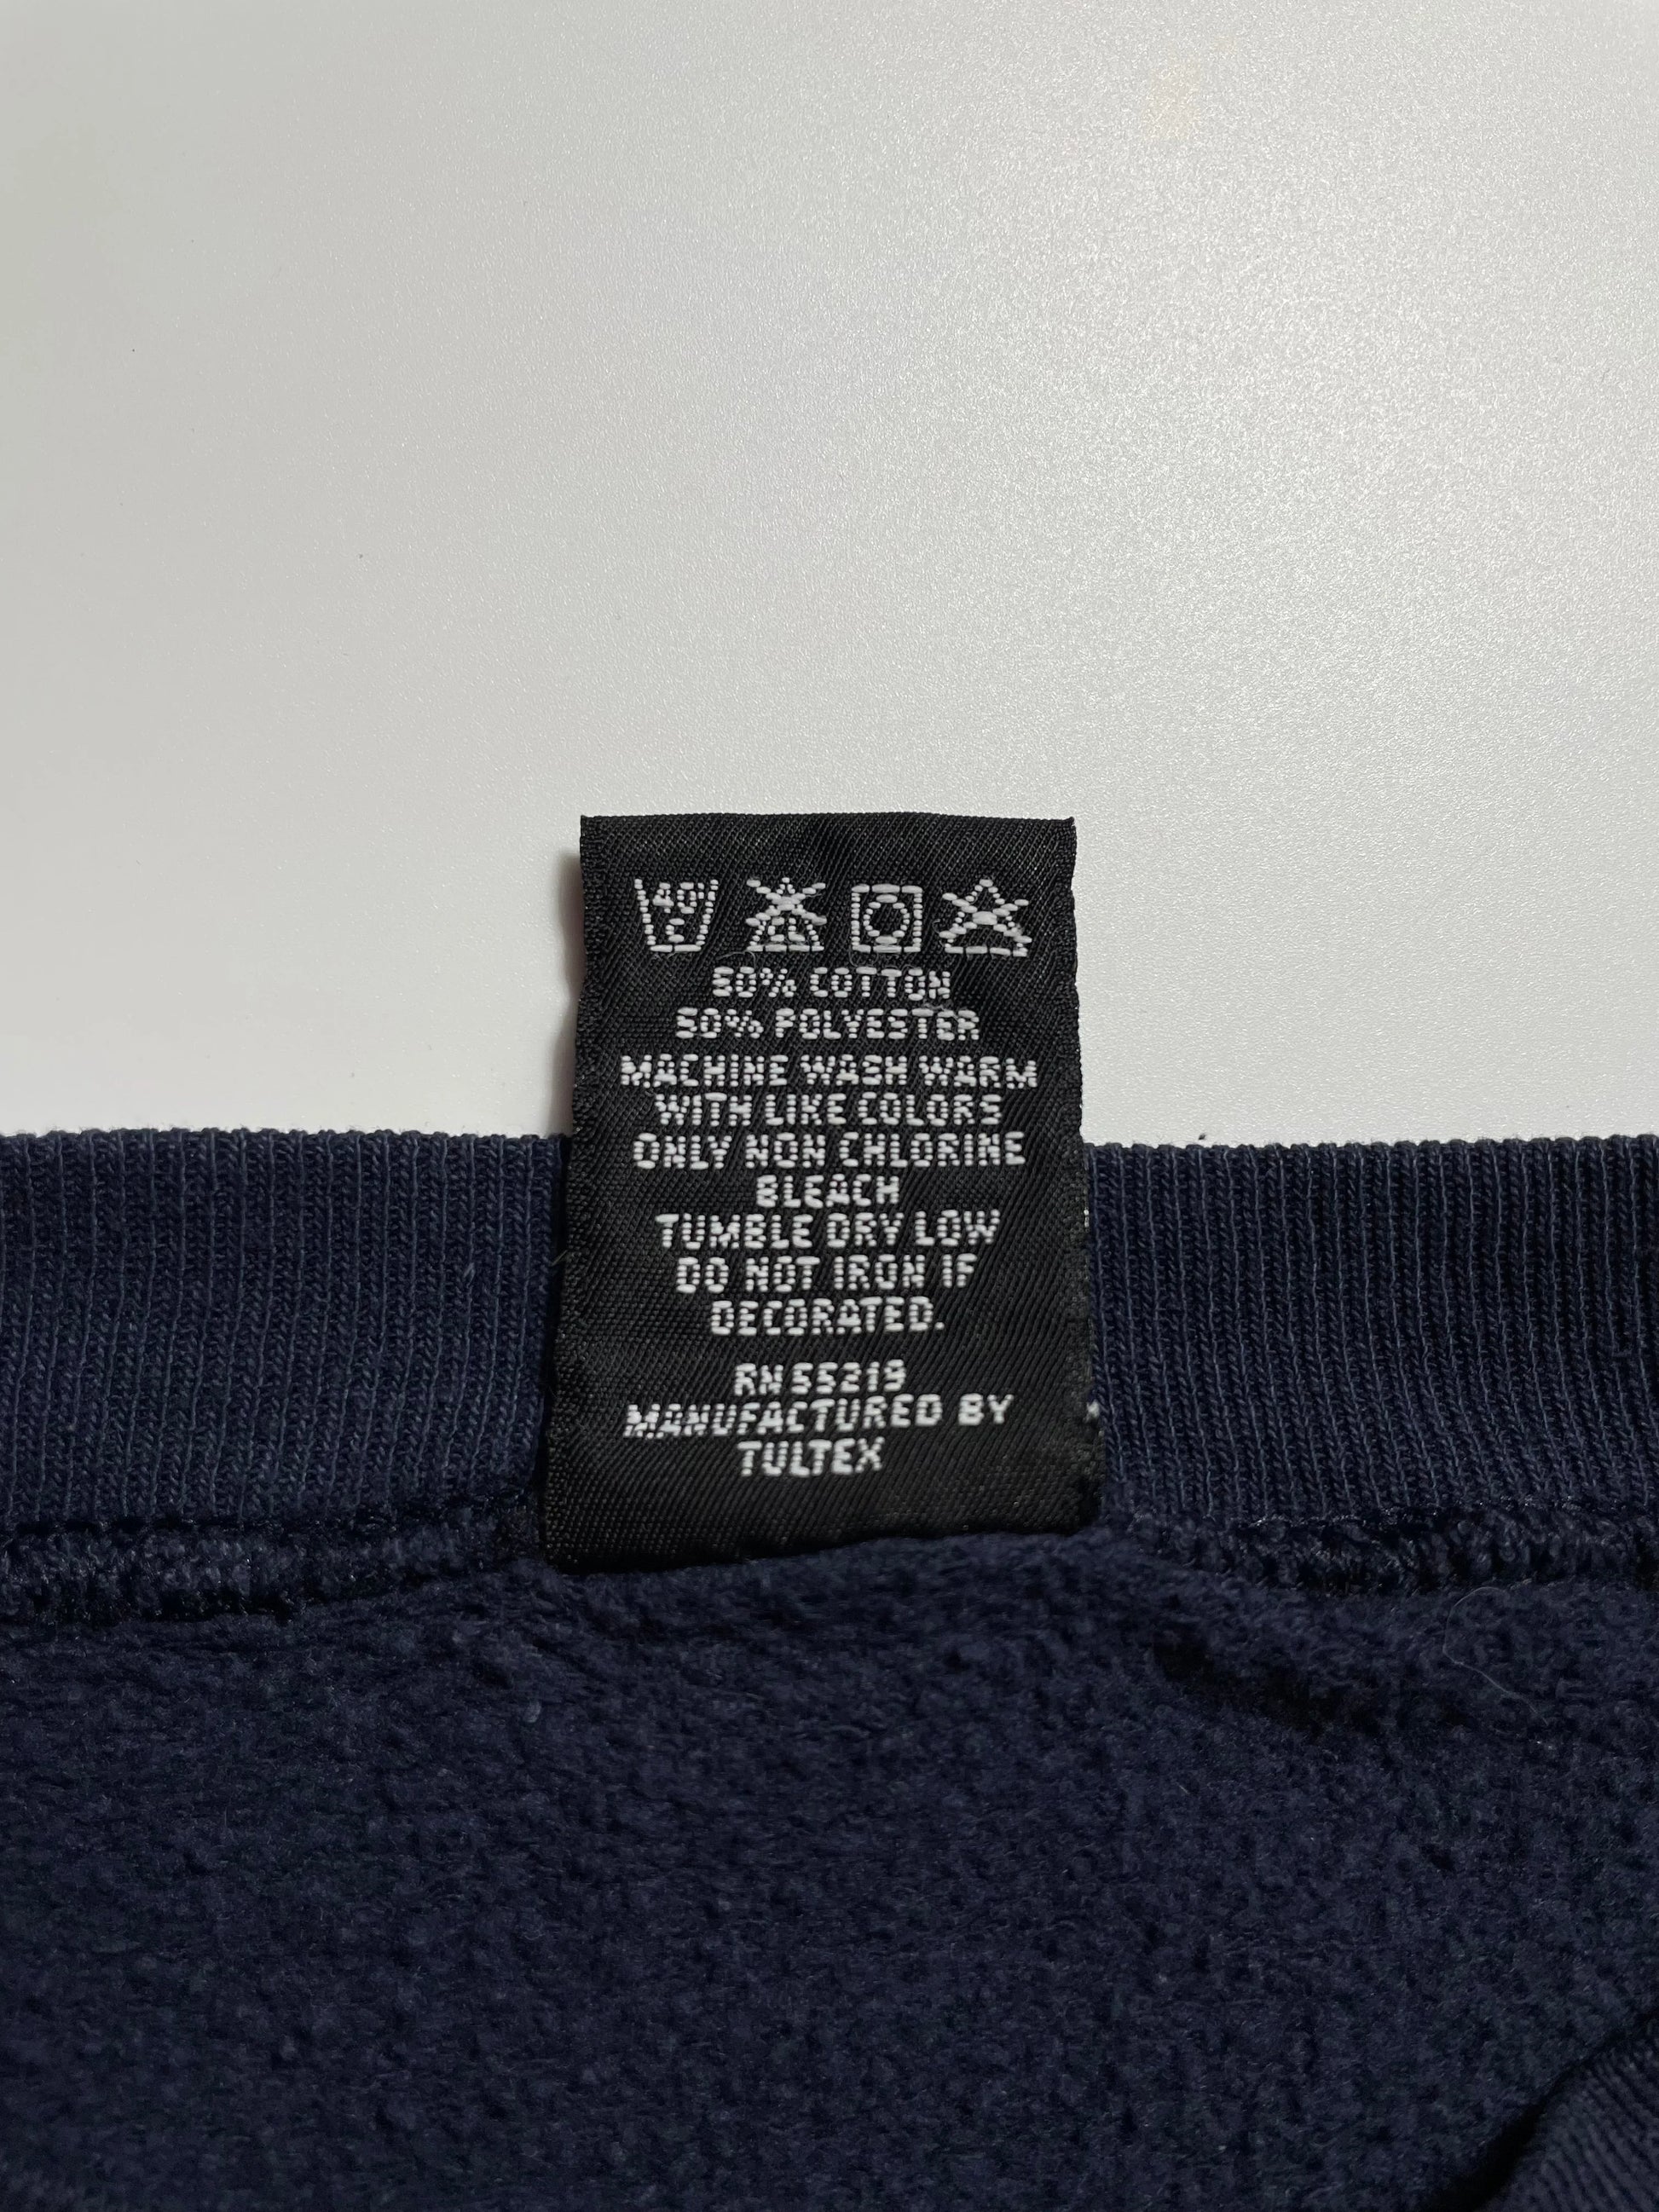 40°
50% COTTON
50% POLYESTER
MACHINE WASH WARM
WITH LIKE COLORS
ONLY NON CHLORINE
BLEACH
TUMBLE DRY LOW
DO NOT IRON IF
DECORATED.
RN 55219
MANUFACTURED BY
TULTEX